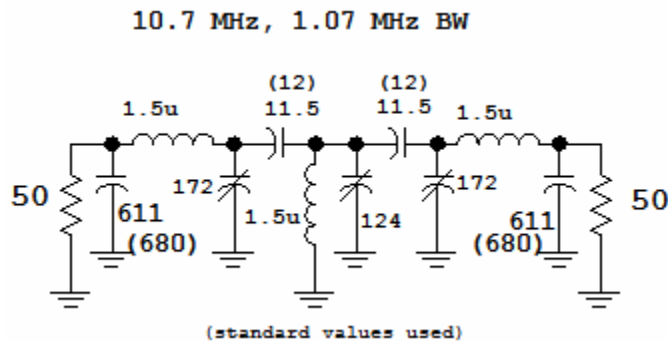 10.7 MHz, 1.07 MHz BW
(12) (12)
1.5u 11.5 11.5 1.5u
50 172 172 50
611 1.5u 124 611
(680) (680)
(standard values used)